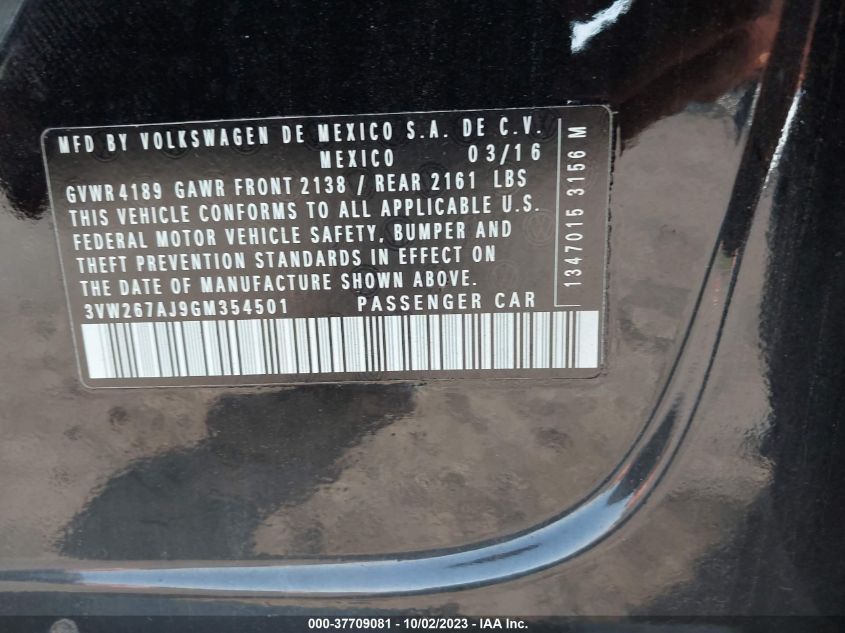 MFD BY VOLKSWAGEN DE MEXICO S.A. DE C.V.
MEXICO 03/16
GVWR 4189 GAWR FRONT 2138 / REAR 2161 LBS
THIS VEHICLE CONFORMS TO ALL APPLICABLE U.S.
FEDERAL MOTOR VEHICLE SAFETY, BUMPER AND
THEFT PREVENTION STANDARDS IN EFFECT ON
THE DATE OF MANUFACTURE SHOWN ABOVE.
3VW267AJ9GM354501 PASSENGER CAR
1347015 3156 M
000-37709081 - 10/02/2023 - IAA Inc.